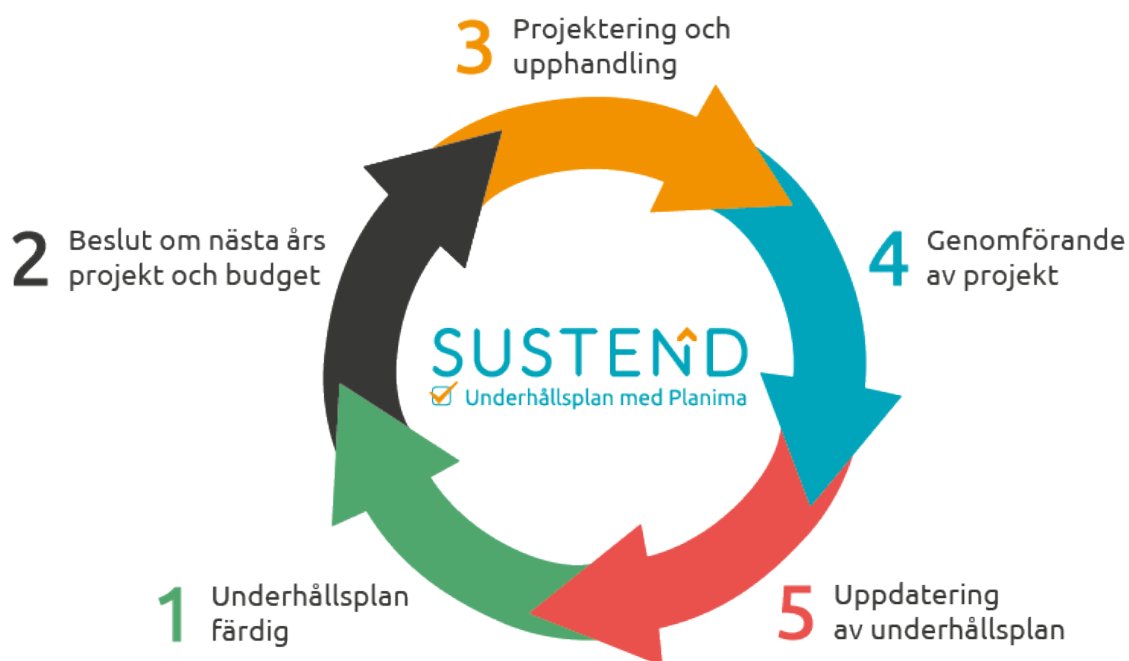 1 Underhållsplan
färdig
2 Beslut om nästa års
projekt och budget
3 Projektering och
upphandling
4 Genomförande
av projekt
5 Uppdatering
av underhållsplan
SUSTEND
Underhållsplan med Planima